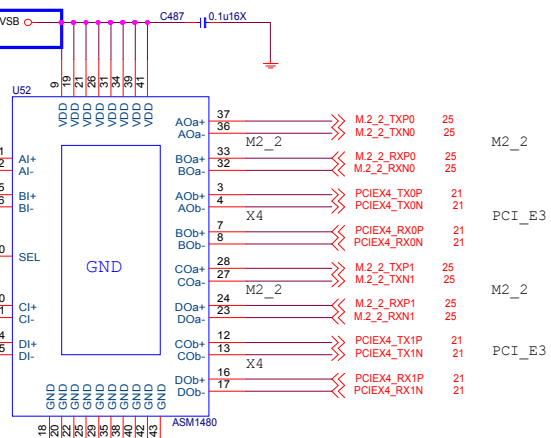 VSB C487 0.1u16X
9 19 21 26 31 34 39 41
U52
VDD VDD VDD VDD VDD VDD VDD VDD
AOa+ 37 M.2_2_TXP0 25
AOa- 36 M.2_2_TXN0 25
M2_2 M2_2
AI+ BOa+ 33 M.2_2_RXP0 25
AI- BOa- 32 M.2_2_RXN0 25
BI+ AOb+ 3 PCIEX4_TX0P 21
BI- AOb- 4 PCIEX4_TX0N 21
X4 PCI_E3
BOb+ 7 PCIEX4_RX0P 21
BOb- 8 PCIEX4_RX0N 21
SEL
GND
COa+ 28 M.2_2_TXP1 25
COa- 27 M.2_2_TXN1 25
M2_2 M2_2
CI+ DOa+ 24 M.2_2_RXP1 25
CI- DOa- 23 M.2_2_RXN1 25
DI+ COb+ 12 PCIEX4_TX1P 21
DI- COb- 13 PCIEX4_TX1N 21
X4 PCI_E3
DOb+ 16 PCIEX4_RX1P 21
DOb- 17 PCIEX4_RX1N 21
GND GND GND GND GND GND GND GND GND GND
ASM1480
18 20 22 25 29 35 38 40 42 43